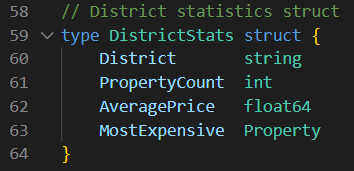 58 // District statistics struct
59 type DistrictStats struct {
60     District       string
61     PropertyCount  int
62     AveragePrice   float64
63     MostExpensive  Property
64 }